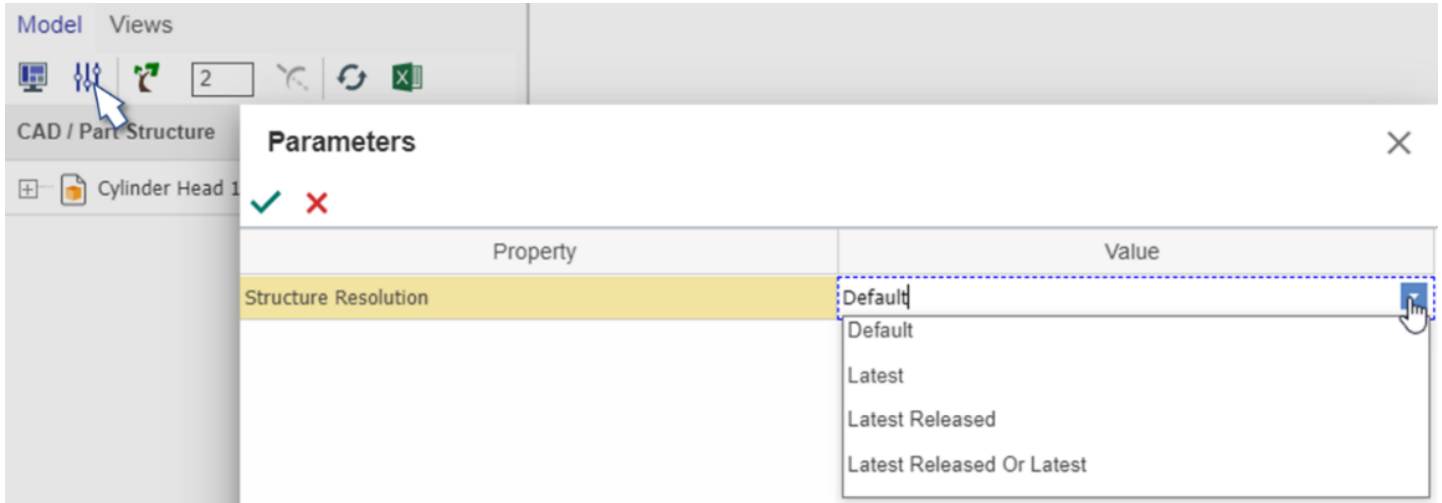 Model Views
2
CAD / Part Structure
Cylinder Head 1
Parameters
Property Value
Structure Resolution Default
Default
Latest
Latest Released
Latest Released Or Latest